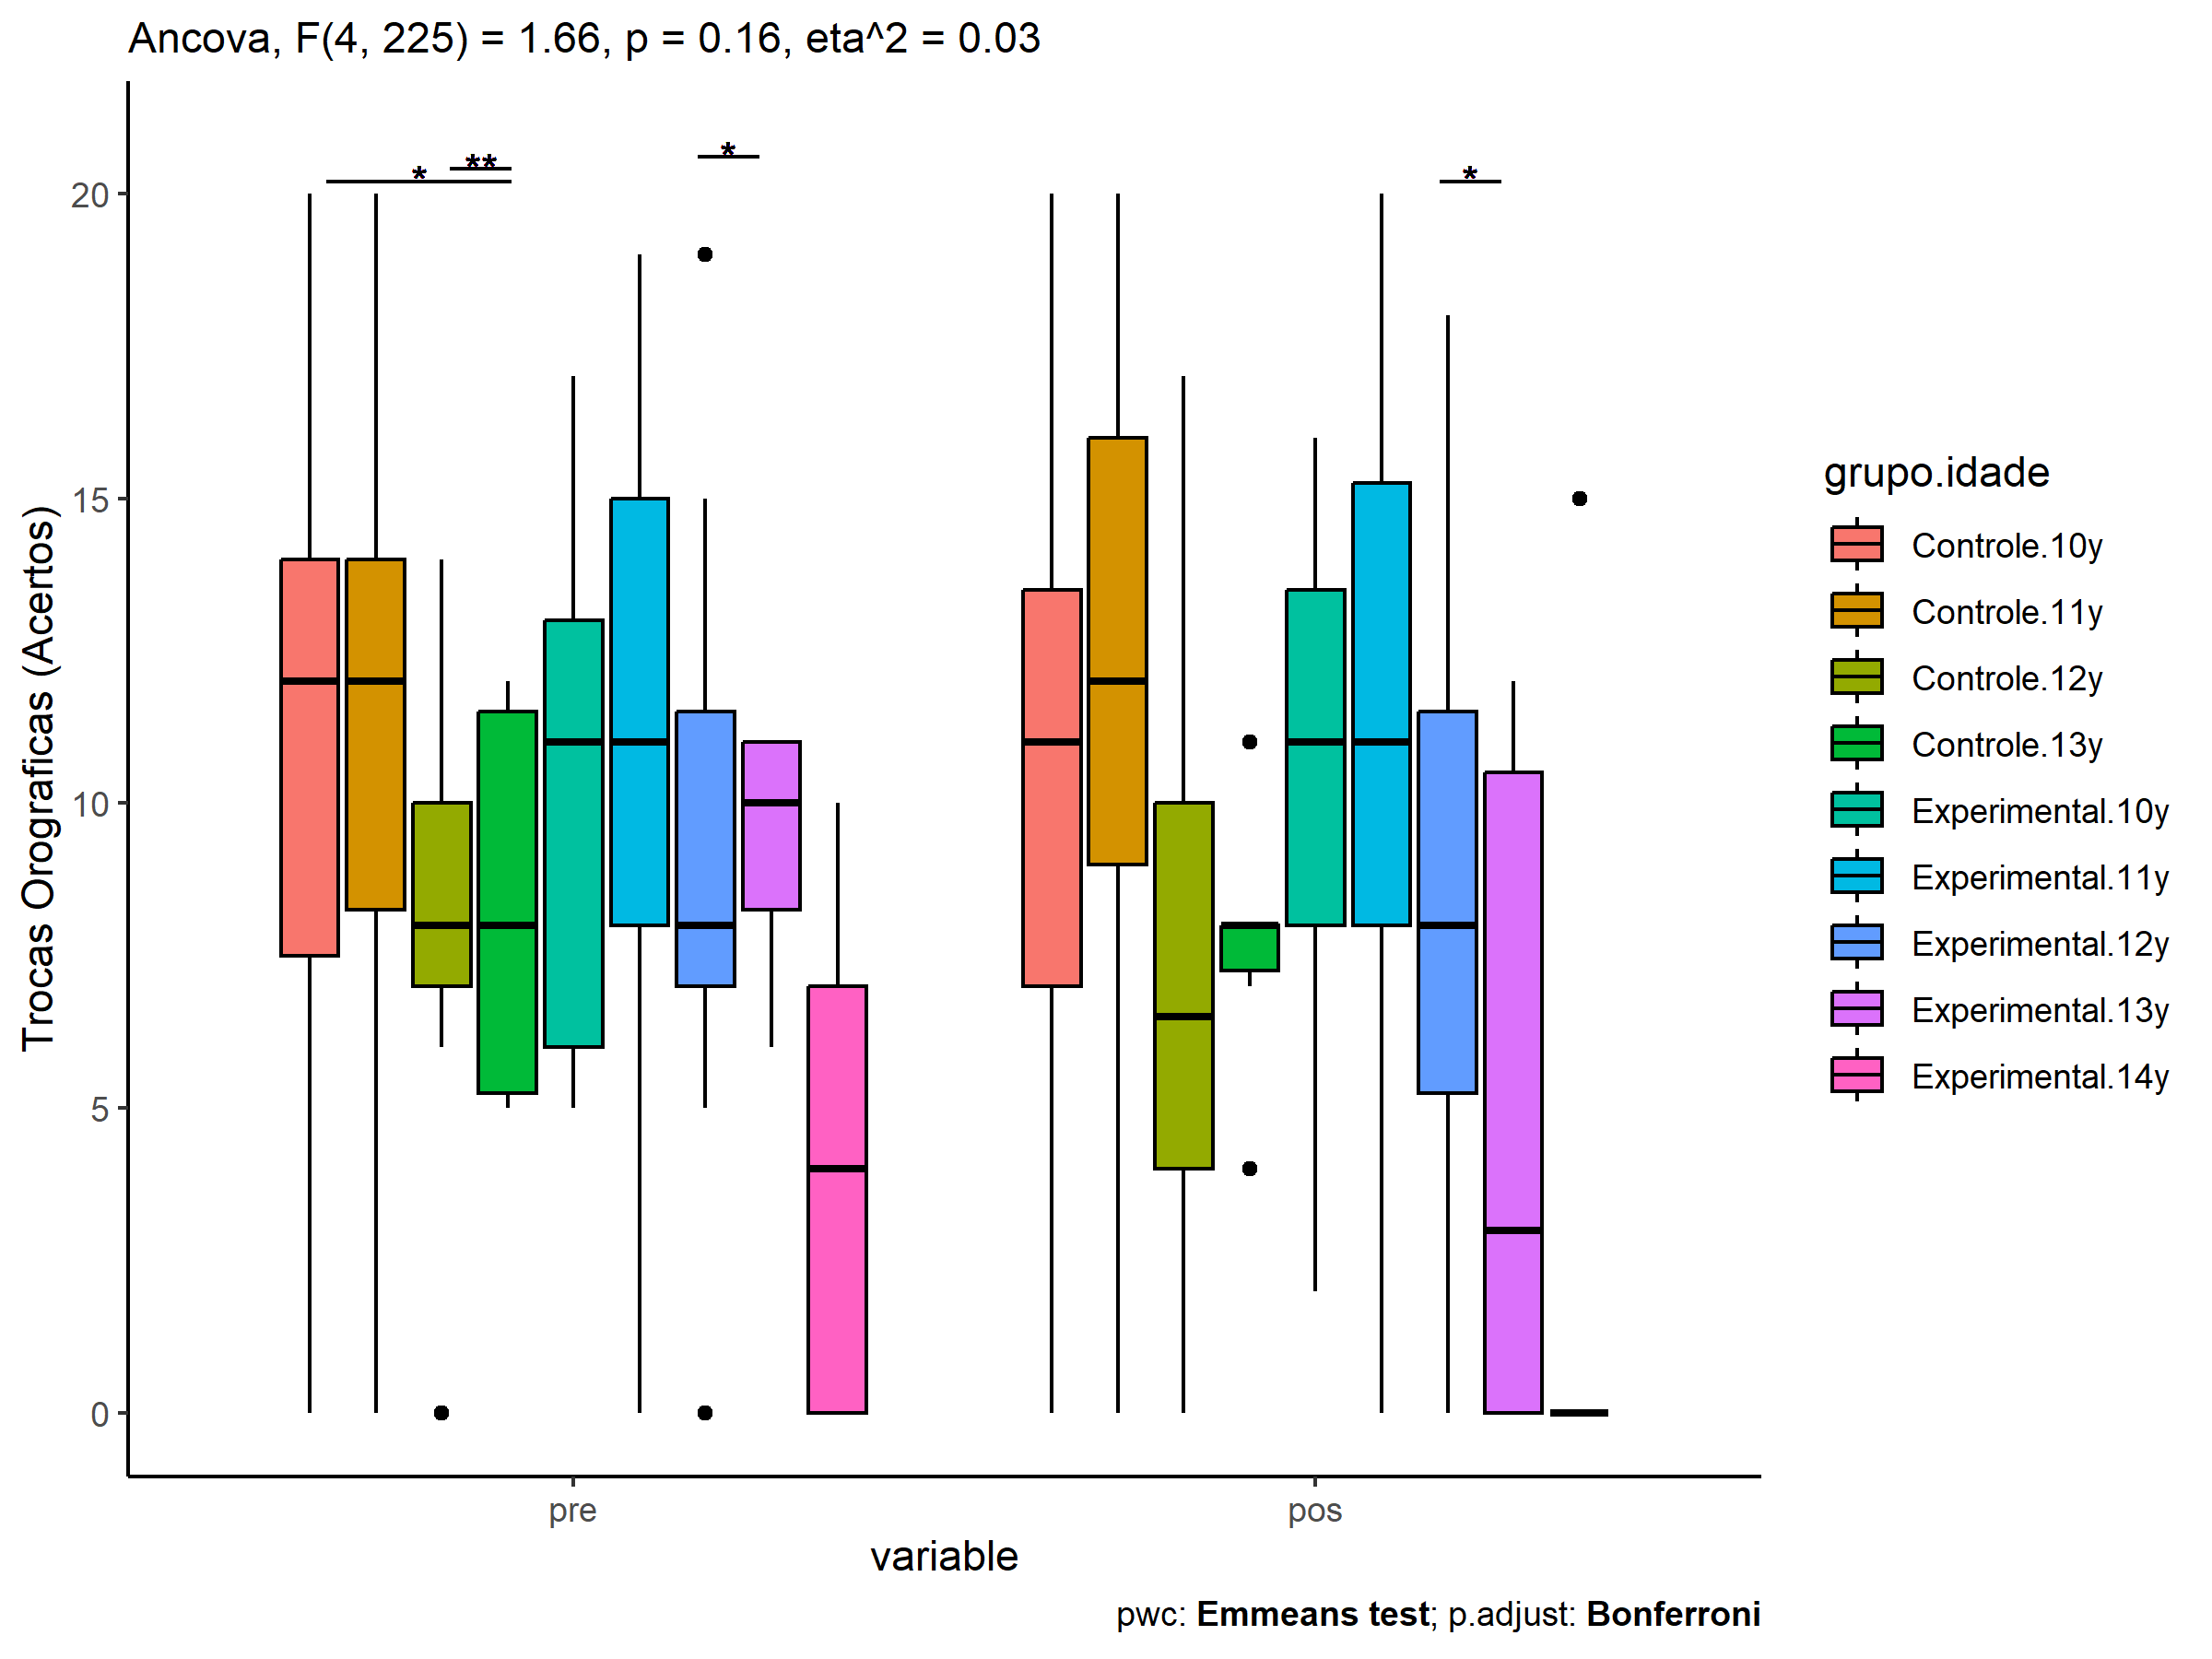 Ancova, F(4, 225) = 1.66, p = 0.16, eta^2 = 0.03
*
**
*
*
Trocas Orograficas (Acertos)
20
15
10
5
0
pre
pos
variable
grupo.idade
Controle.10y
Controle.11y
Controle.12y
Controle.13y
Experimental.10y
Experimental.11y
Experimental.12y
Experimental.13y
Experimental.14y
pwc: Emmeans test; p.adjust: Bonferroni